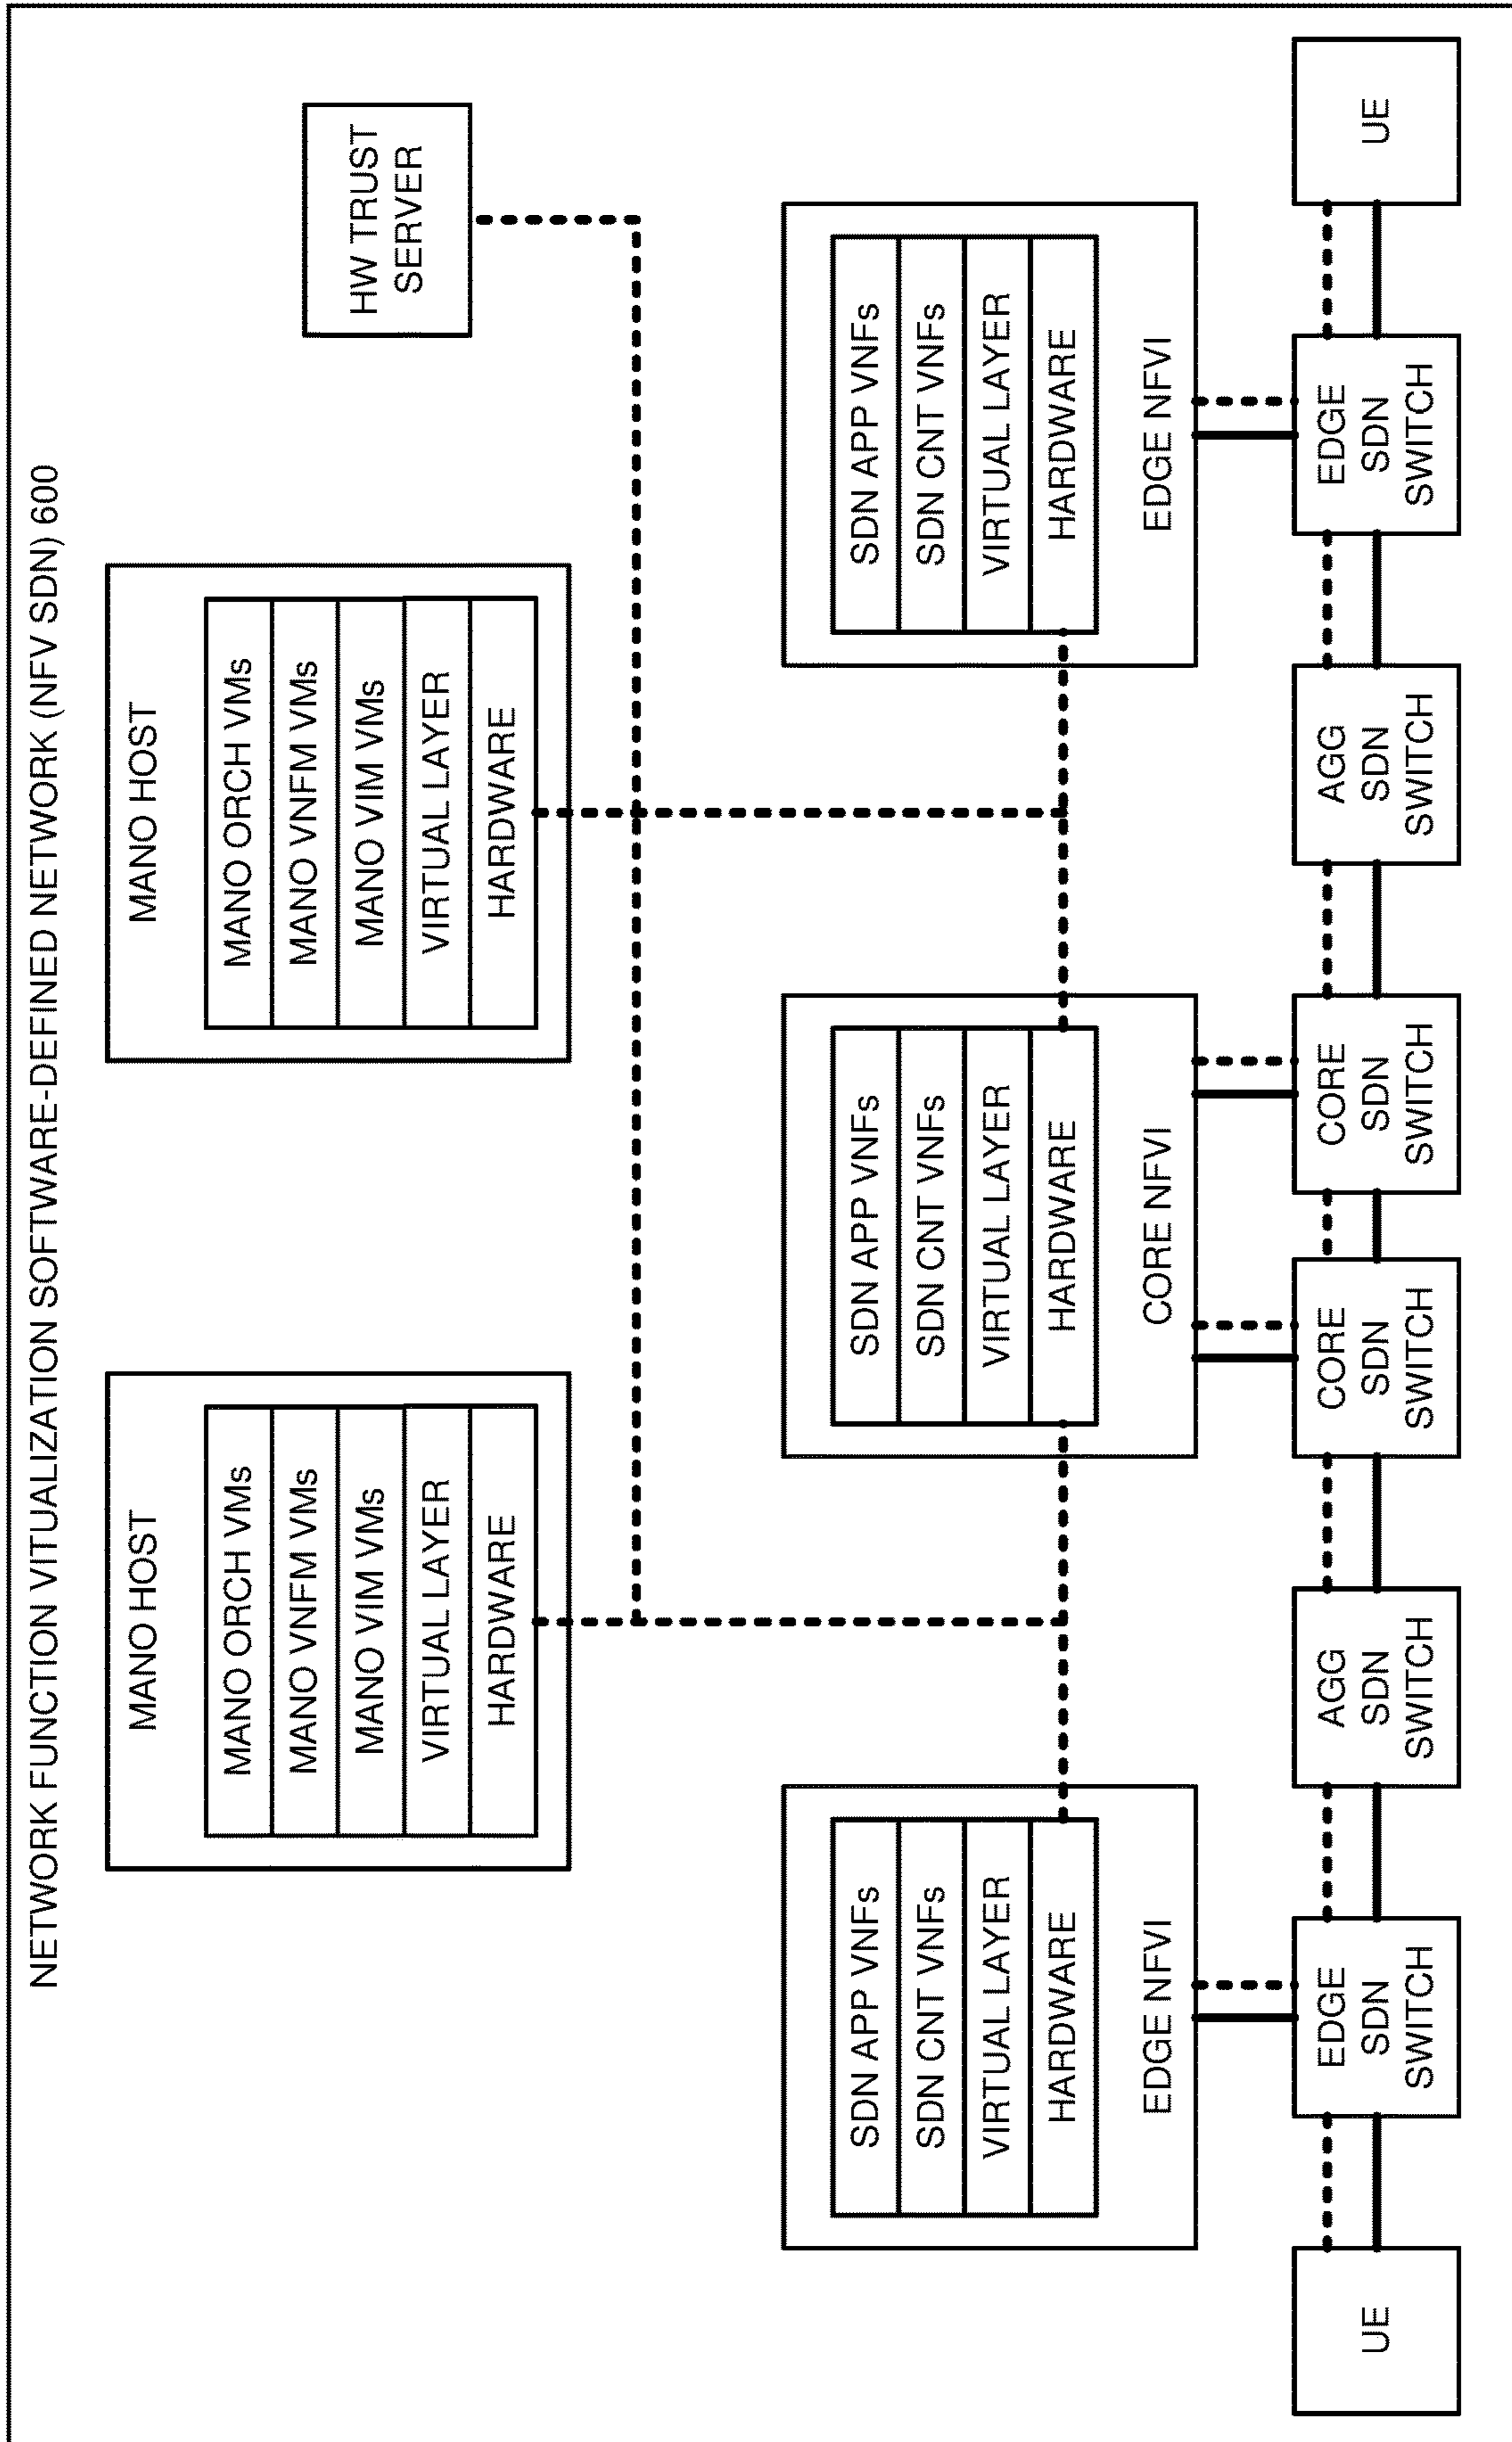 NETWORK FUNCTION VITUALIZATION SOFTWARE-DEFINED NETWORK (NFV SDN) 600
MANO HOST
MANO ORCH VMs
MANO VNFM VMs
MANO VIM VMs
VIRTUAL LAYER
HARDWARE
MANO HOST
MANO ORCH VMs
MANO VNFM VMs
MANO VIM VMs
VIRTUAL LAYER
HARDWARE
HW TRUST
SERVER
SDN APP VNFs
SDN CNT VNFs
VIRTUAL LAYER
HARDWARE
EDGE NFVI
SDN APP VNFs
SDN CNT VNFs
VIRTUAL LAYER
HARDWARE
CORE NFVI
SDN APP VNFs
SDN CNT VNFs
VIRTUAL LAYER
HARDWARE
EDGE NFVI
UE
EDGE
SDN
SWITCH
AGG
SDN
SWITCH
CORE
SDN
SWITCH
CORE
SDN
SWITCH
AGG
SDN
SWITCH
EDGE
SDN
SWITCH
UE